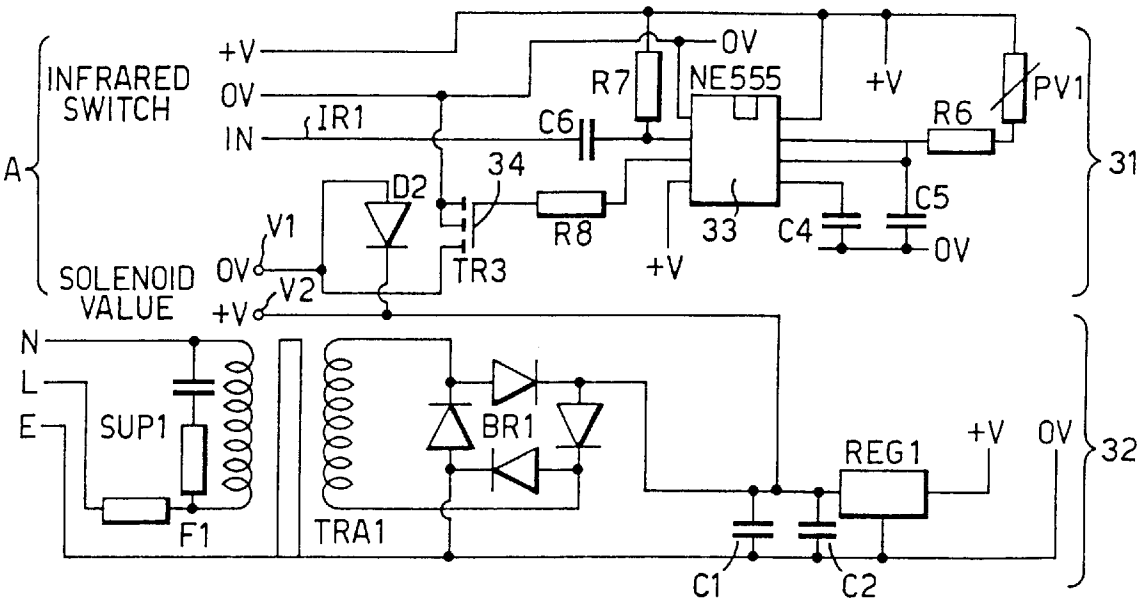 +V
0V
NE555
R7
+V
PV1
INFRARED
SWITCH
0V
IR1
C6
R6
IN
A
34
31
D2
C5
V1
R8
33
C4
0V
TR3
+V
0V
SOLENOID
VALUE
V2
+V
N
L
SUP1
BR1
E
REG1
+V
0V
32
F1
TRA1
C1
C2